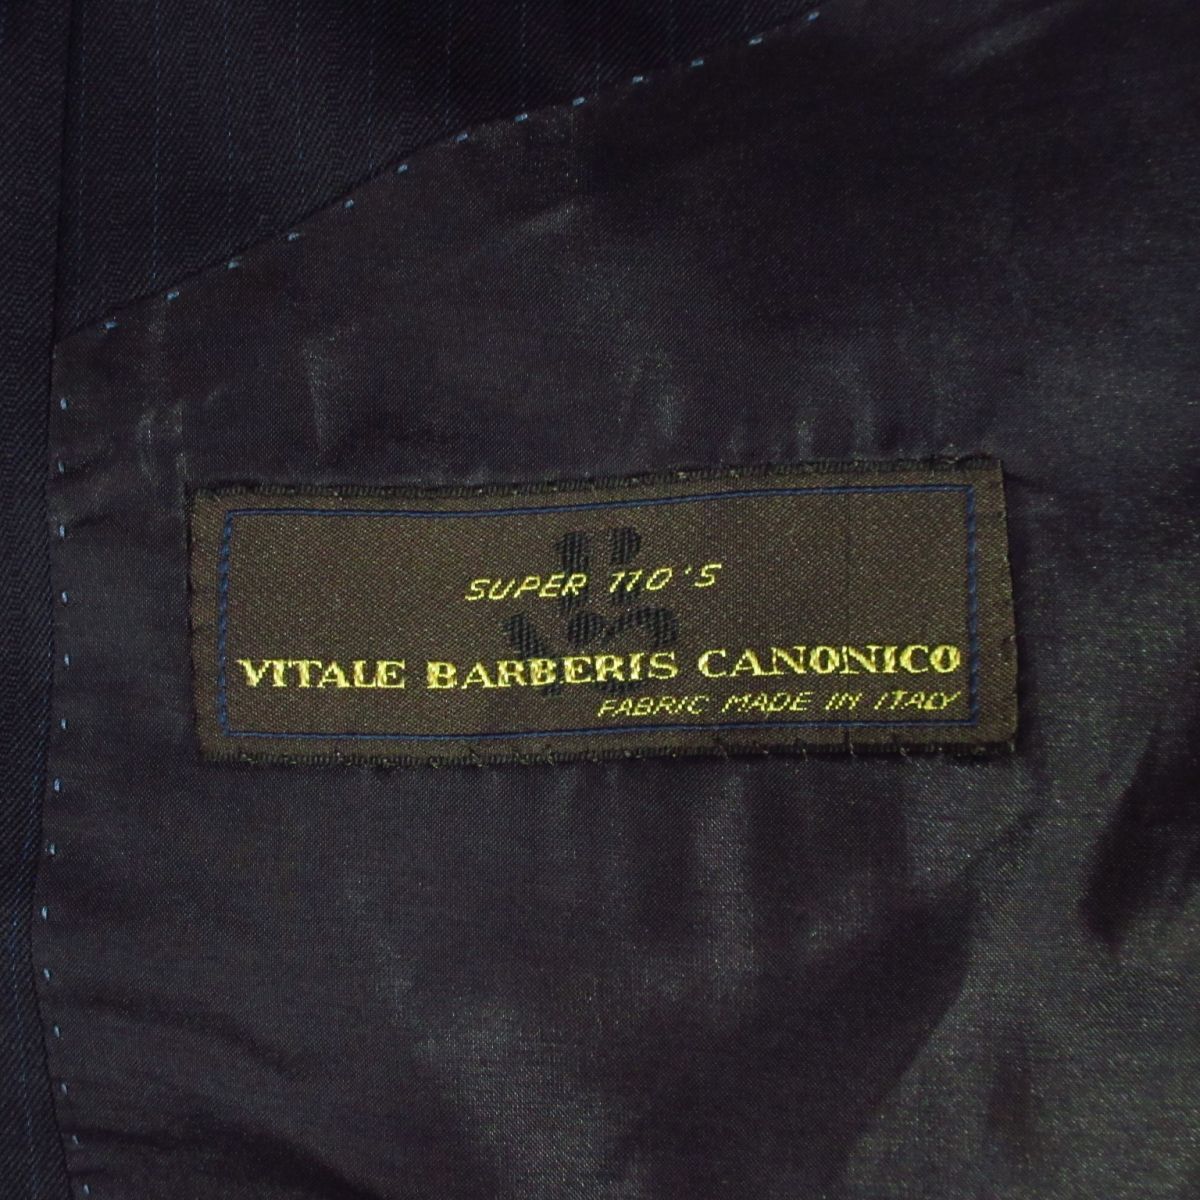 SUPER 110'S
VITALE BARBERIS CANONICO
FABRIC MADE IN ITALY